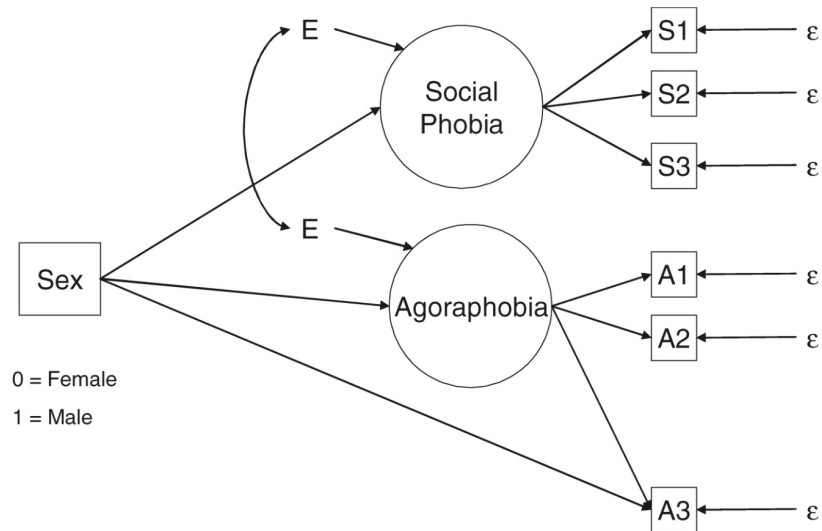 E
Social
Phobia
S1
ε
S2
ε
S3
ε
E
Sex
Agoraphobia
A1
ε
A2
ε
0 = Female
1 = Male
A3
ε